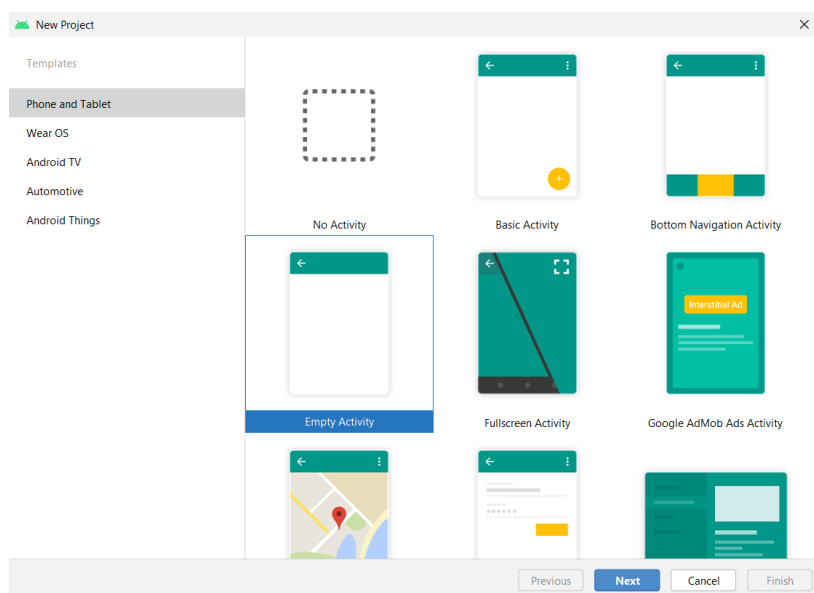 New Project
Templates
Phone and Tablet
Wear OS
Android TV
Automotive
Android Things
No Activity
Basic Activity
Bottom Navigation Activity
Interstitial Ad
Empty Activity
Fullscreen Activity
Google AdMob Ads Activity
Previous
Next
Cancel
Finish